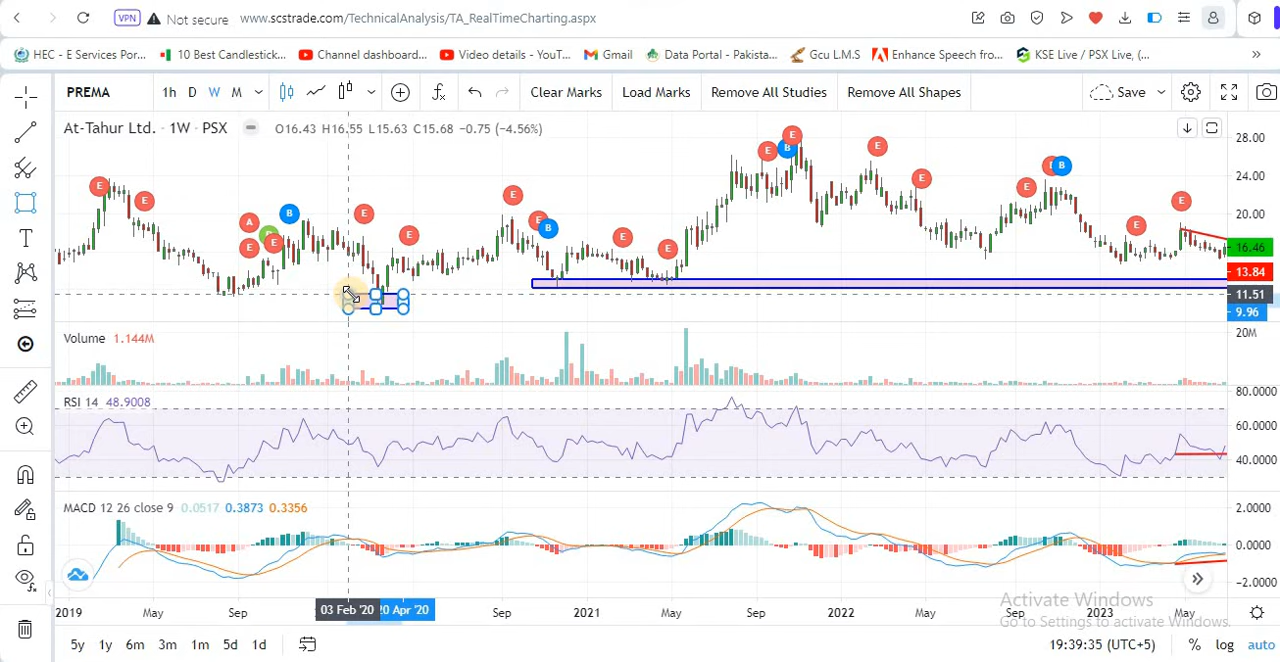 VPN Not secure www.scstrade.com/TechnicalAnalysis/TA_RealTimeCharting.aspx
HEC - E Services Por... 10 Best Candlestick... Channel dashboard... Video details - YouT... Gmail Data Portal - Pakista... Gcu L.M.S Enhance Speech fro... KSE Live / PSX Live, (... »
PREMA 1h D W M Clear Marks Load Marks Remove All Studies Remove All Shapes Save
At-Tahur Ltd. · 1W · PSX O16.43 H16.55 L15.63 C15.68 −0.75 (−4.56%)
28.00
E
E B
E
E B
24.00
E
E
E
E
E
E
E
20.00
A
B
E
E B
E
E
E
E
E
E
E
16.46
13.84
11.51
9.96
Volume 1.144M
20M
RSI 14 48.9008
80.0000
60.0000
40.0000
MACD 12 26 close 9 0.0517 0.3873 0.3356
2.0000
0.0000
−2.0000
2019 May Sep 03 Feb '20 20 Apr '20 Sep 2021 May Sep 2022 May Sep 2023 May
Activate Windows
Go to Settings to activate Windows.
5y 1y 6m 3m 1m 5d 1d 19:39:35 (UTC+5) % log auto